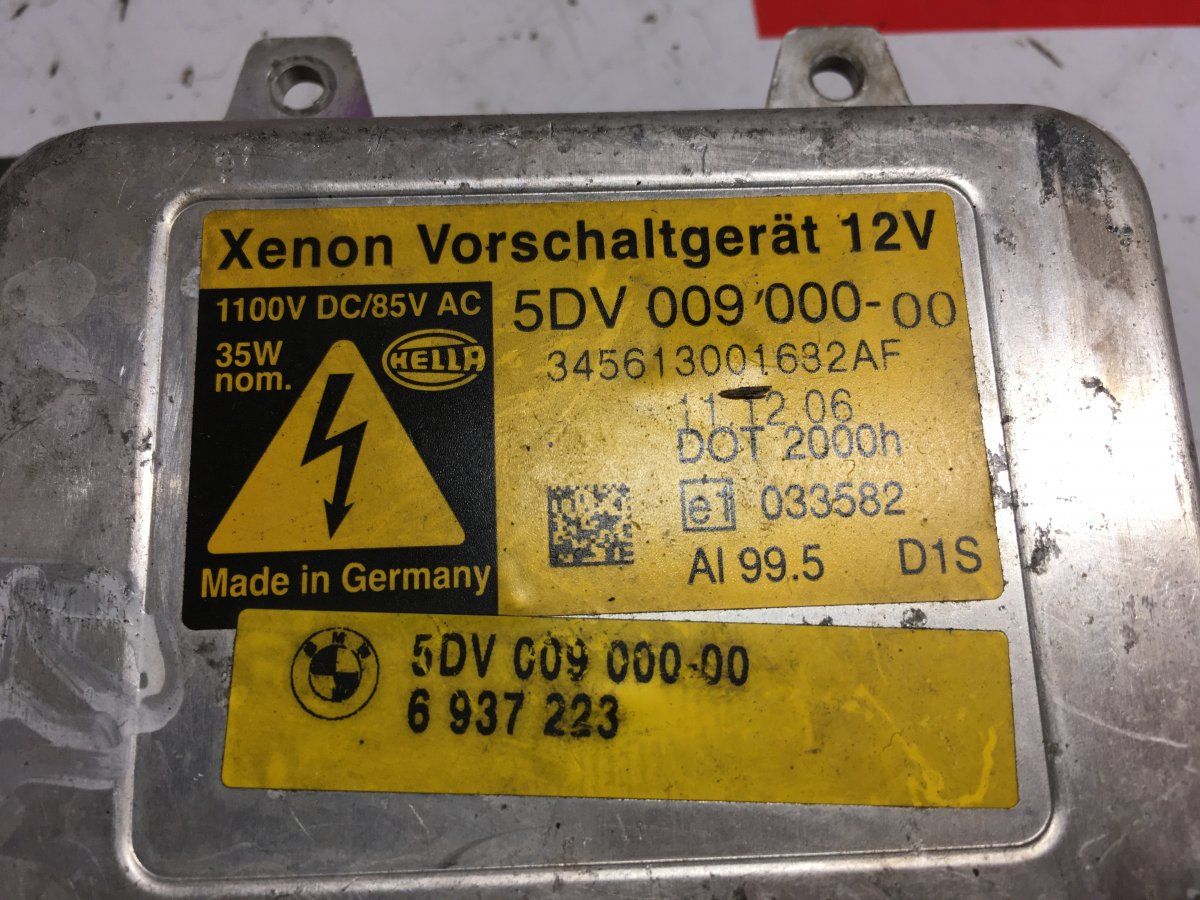 Xenon Vorschaltgerät 12V
1100V DC/85V AC
35W
nom.
HELLA
Made in Germany
5DV 009 000-00
345613001682AF
11 12 06
DOT 2000h
e1 033582
Al 99.5 D1S
BMW
5DV 009 000-00
6 937 223